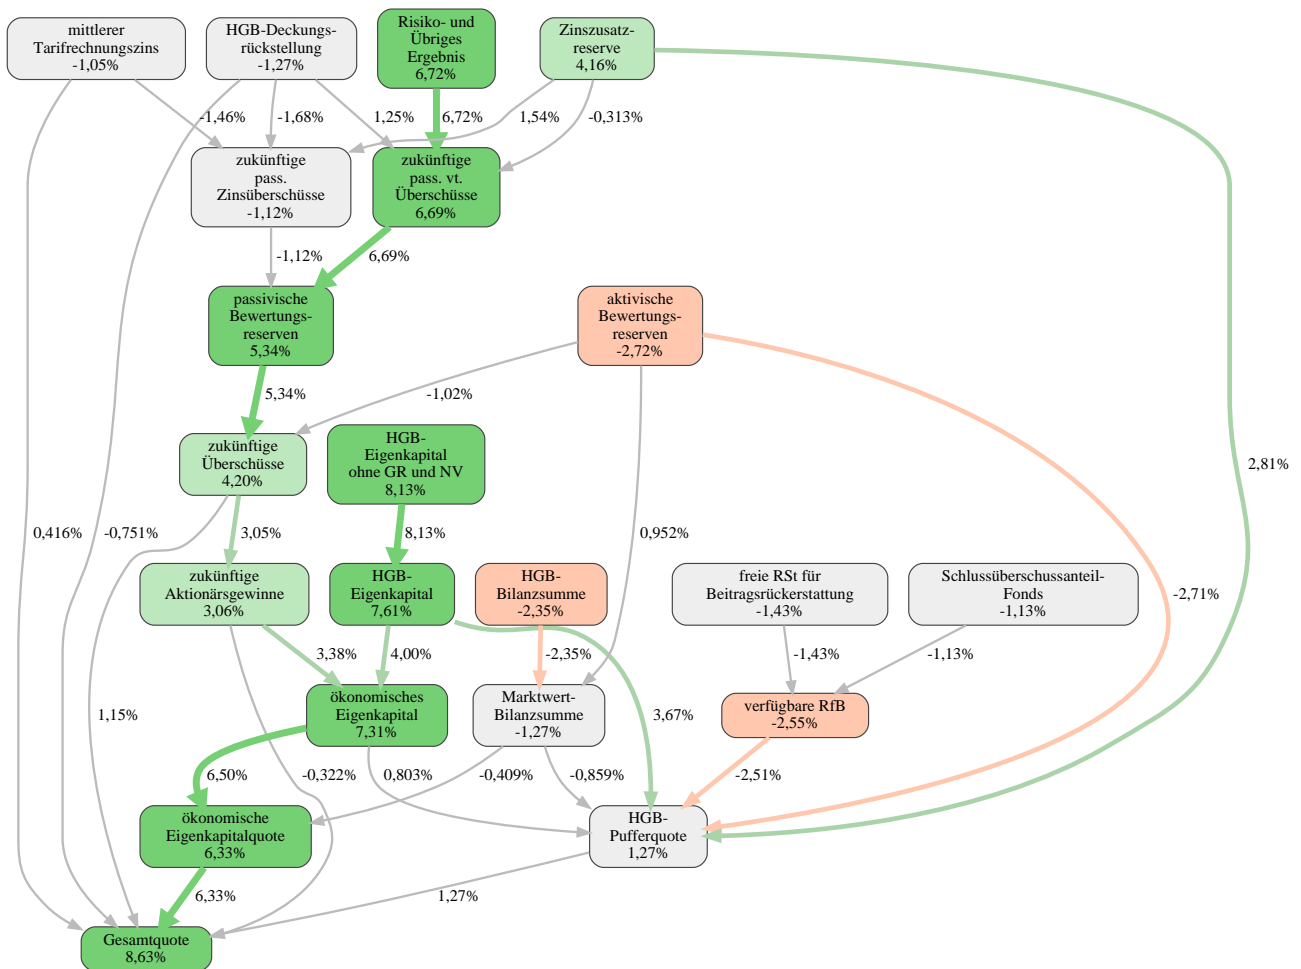 mittlerer
Tarifrechnungszins
-1,05%
HGB-Deckungs-
rückstellung
-1,27%
Risiko- und
Übriges
Ergebnis
6,72%
Zinszusatz-
reserve
4,16%
-1,46%
-1,68%
1,25%
6,72%
1,54%
-0,313%
zukünftige
pass.
Zinsüberschüsse
-1,12%
zukünftige
pass. vt.
Überschüsse
6,69%
-1,12%
6,69%
passivische
Bewertungs-
reserven
5,34%
aktivische
Bewertungs-
reserven
-2,72%
5,34%
-1,02%
zukünftige
Überschüsse
4,20%
HGB-
Eigenkapital
ohne GR und NV
8,13%
2,81%
0,416%
-0,751%
3,05%
8,13%
0,952%
zukünftige
Aktionärsgewinne
3,06%
HGB-
Eigenkapital
7,61%
HGB-
Bilanzsumme
-2,35%
freie RSt für
Beitragsrückerstattung
-1,43%
Schlussüberschussanteil-
Fonds
-1,13%
-2,71%
3,38%
4,00%
-2,35%
-1,43%
-1,13%
ökonomisches
Eigenkapital
7,31%
Marktwert-
Bilanzsumme
-1,27%
verfügbare RfB
-2,55%
1,15%
3,67%
6,50%
-0,322%
0,803%
-0,409%
-0,859%
-2,51%
ökonomische
Eigenkapitalquote
6,33%
HGB-
Pufferquote
1,27%
6,33%
1,27%
Gesamtquote
8,63%